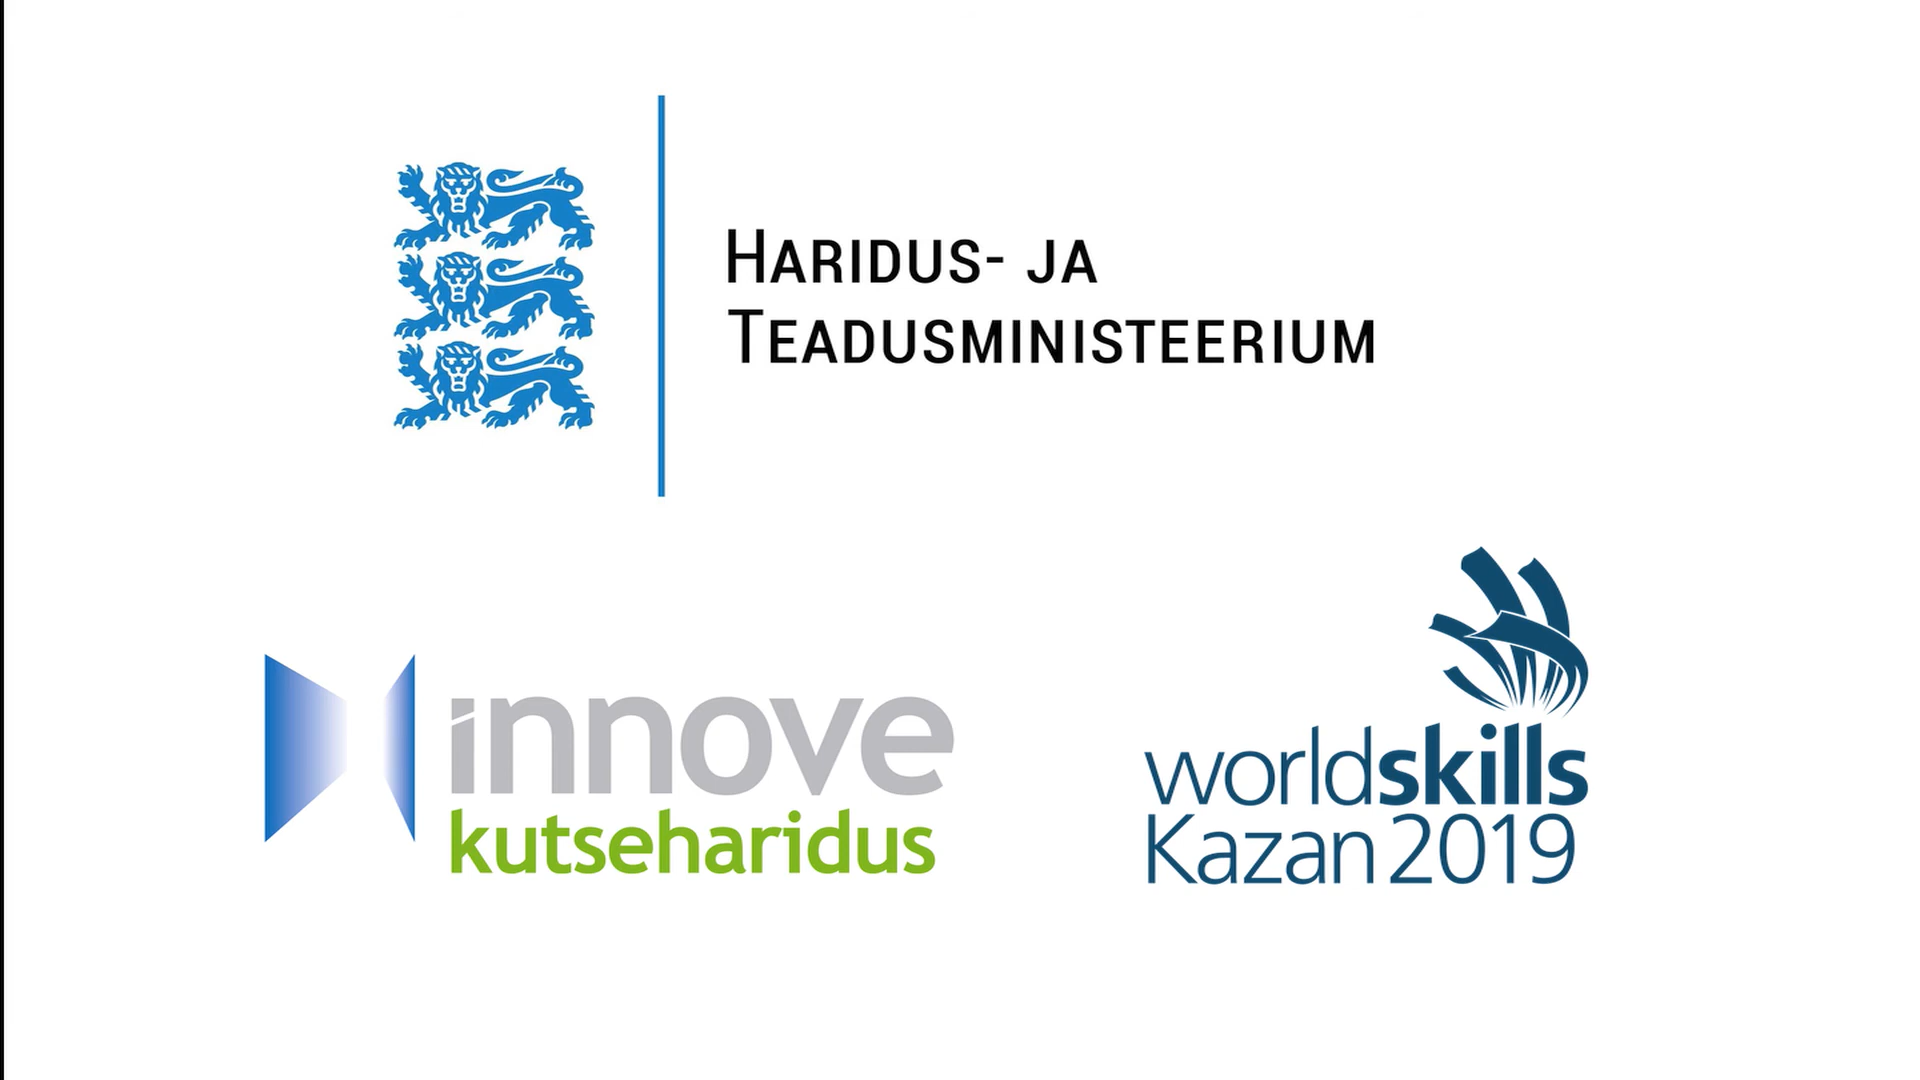 HARIDUS- JA
TEADUSMINISTEERIUM
innove
kutseharidus
worldskills
Kazan 2019